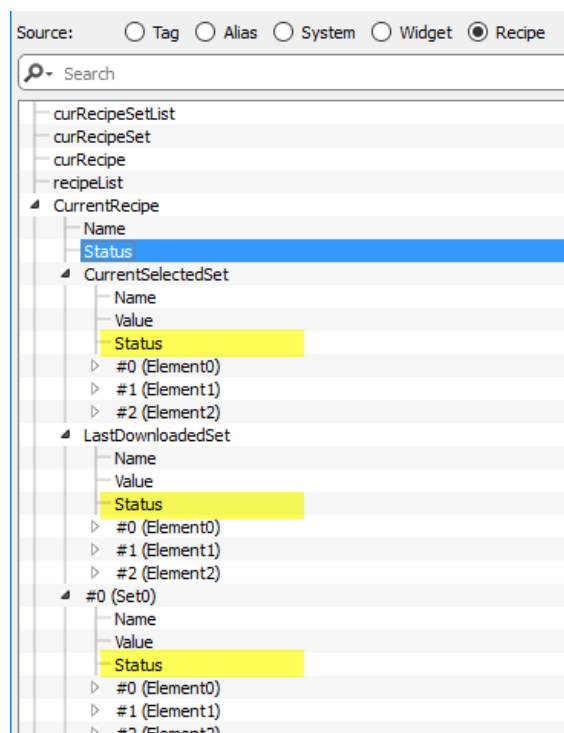 Source: Tag Alias System Widget Recipe
Search
curRecipeSetList
curRecipeSet
curRecipe
recipeList
CurrentRecipe
Name
Status
CurrentSelectedSet
Name
Value
Status
#0 (Element0)
#1 (Element1)
#2 (Element2)
LastDownloadedSet
Name
Value
Status
#0 (Element0)
#1 (Element1)
#2 (Element2)
#0 (Set0)
Name
Value
Status
#0 (Element0)
#1 (Element1)
#2 (Element2)